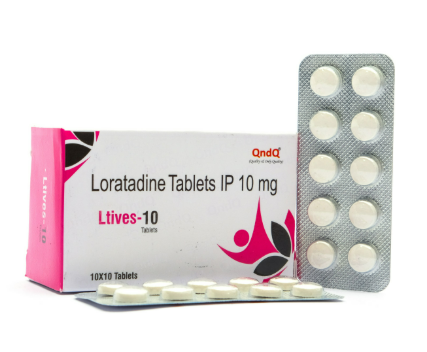 QndQ®
Loratadine Tablets IP 10 mg
Ltives-10
Tablets
10X10 Tablets
Ltives-10